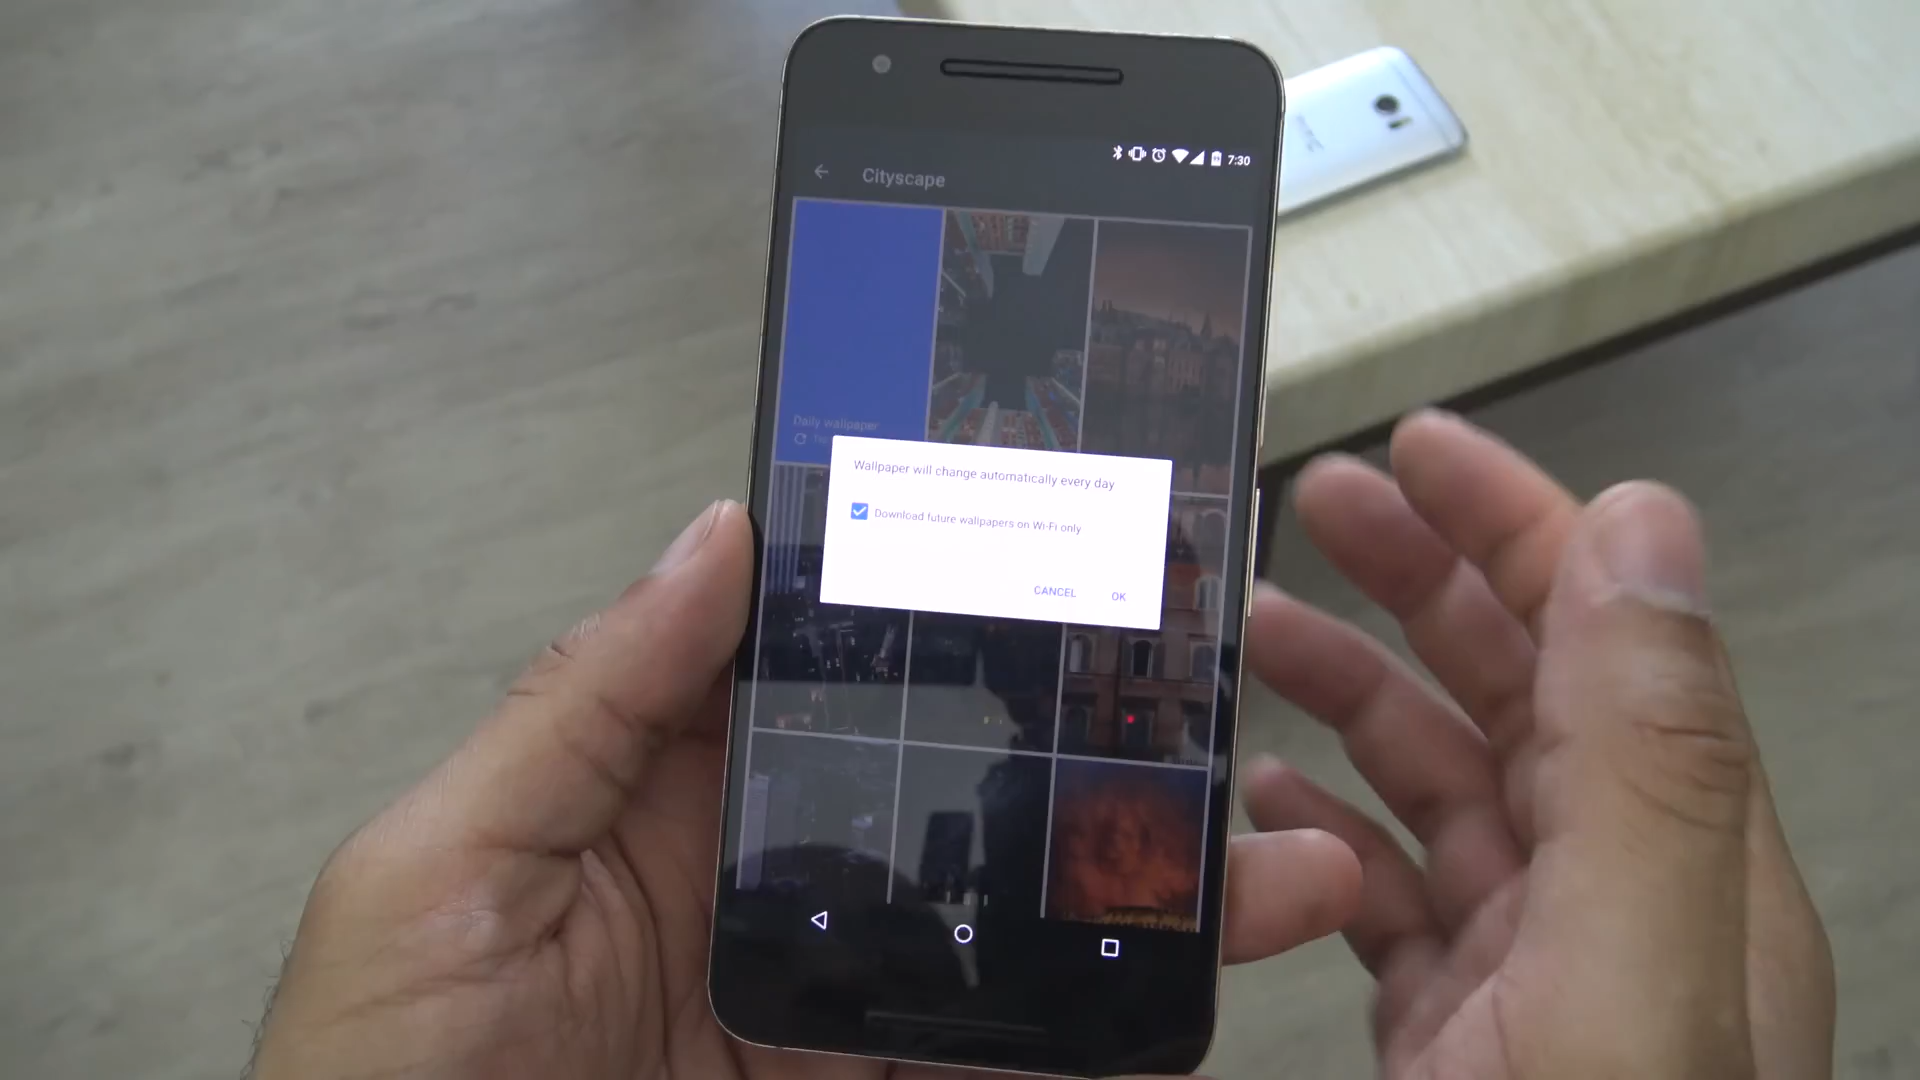 7:30
Cityscape
Daily wallpaper
Wallpaper will change automatically every day
Download future wallpapers on Wi-Fi only
CANCEL OK